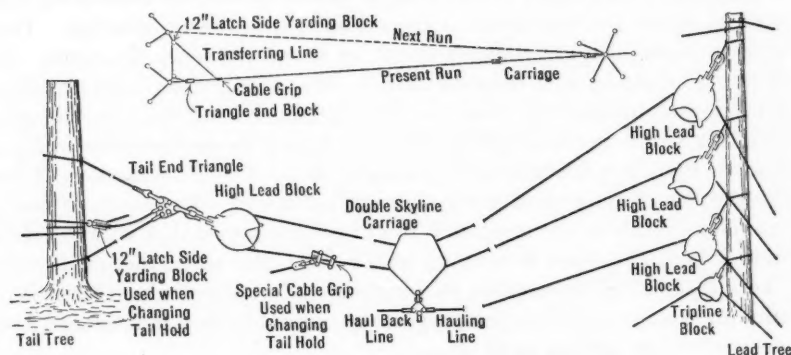 12" Latch Side Yarding Block
Transferring Line
Next Run
Present Run
Carriage
Cable Grip
Triangle and Block
Tail End Triangle
High Lead Block
Double Skyline
Carriage
High Lead
Block
High Lead
Block
High Lead
Block
Tripline
Block
12" Latch Side
Yarding Block
Used when
Changing
Tail Hold
Special Cable Grip
Used when
Changing
Tail Hold
Haul Back
Line
Hauling
Line
Tail Tree
Lead Tree